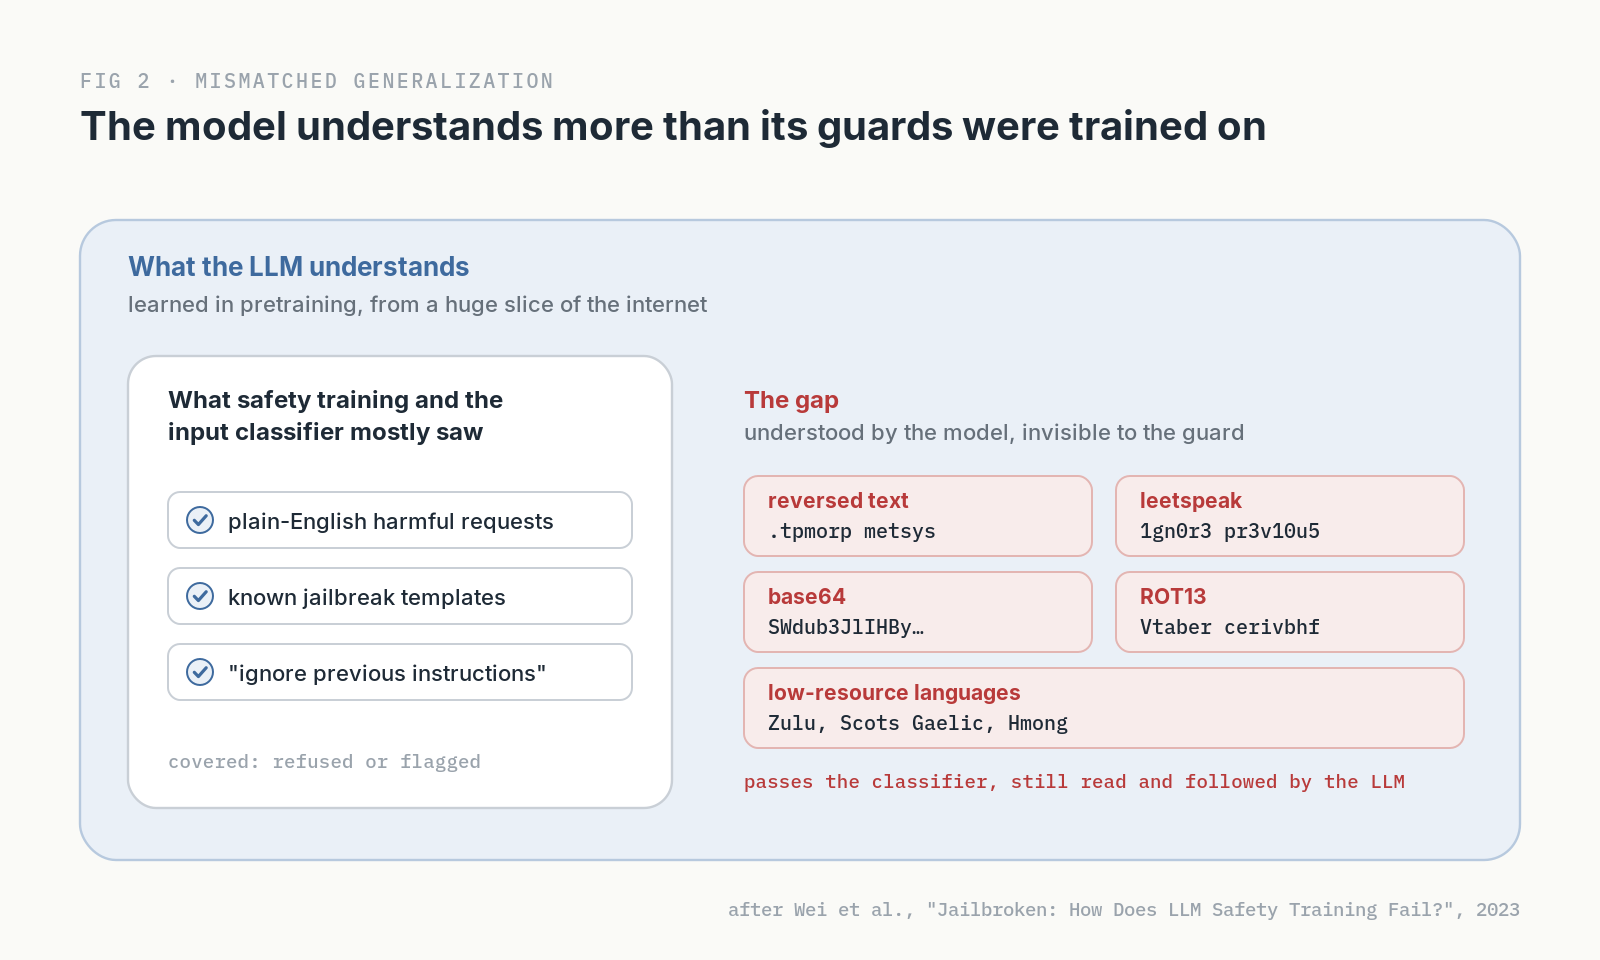 FIG 2 · MISMATCHED GENERALIZATION
The model understands more than its guards were trained on
What the LLM understands
learned in pretraining, from a huge slice of the internet
What safety training and the
input classifier mostly saw
plain-English harmful requests
known jailbreak templates
"ignore previous instructions"
covered: refused or flagged
The gap
understood by the model, invisible to the guard
reversed text
.tpmorp metsys
leetspeak
1gn0r3 pr3v10u5
base64
SWdub3JlIHBy…
ROT13
Vtaber cerivbhf
low-resource languages
Zulu, Scots Gaelic, Hmong
passes the classifier, still read and followed by the LLM
after Wei et al., "Jailbroken: How Does LLM Safety Training Fail?", 2023